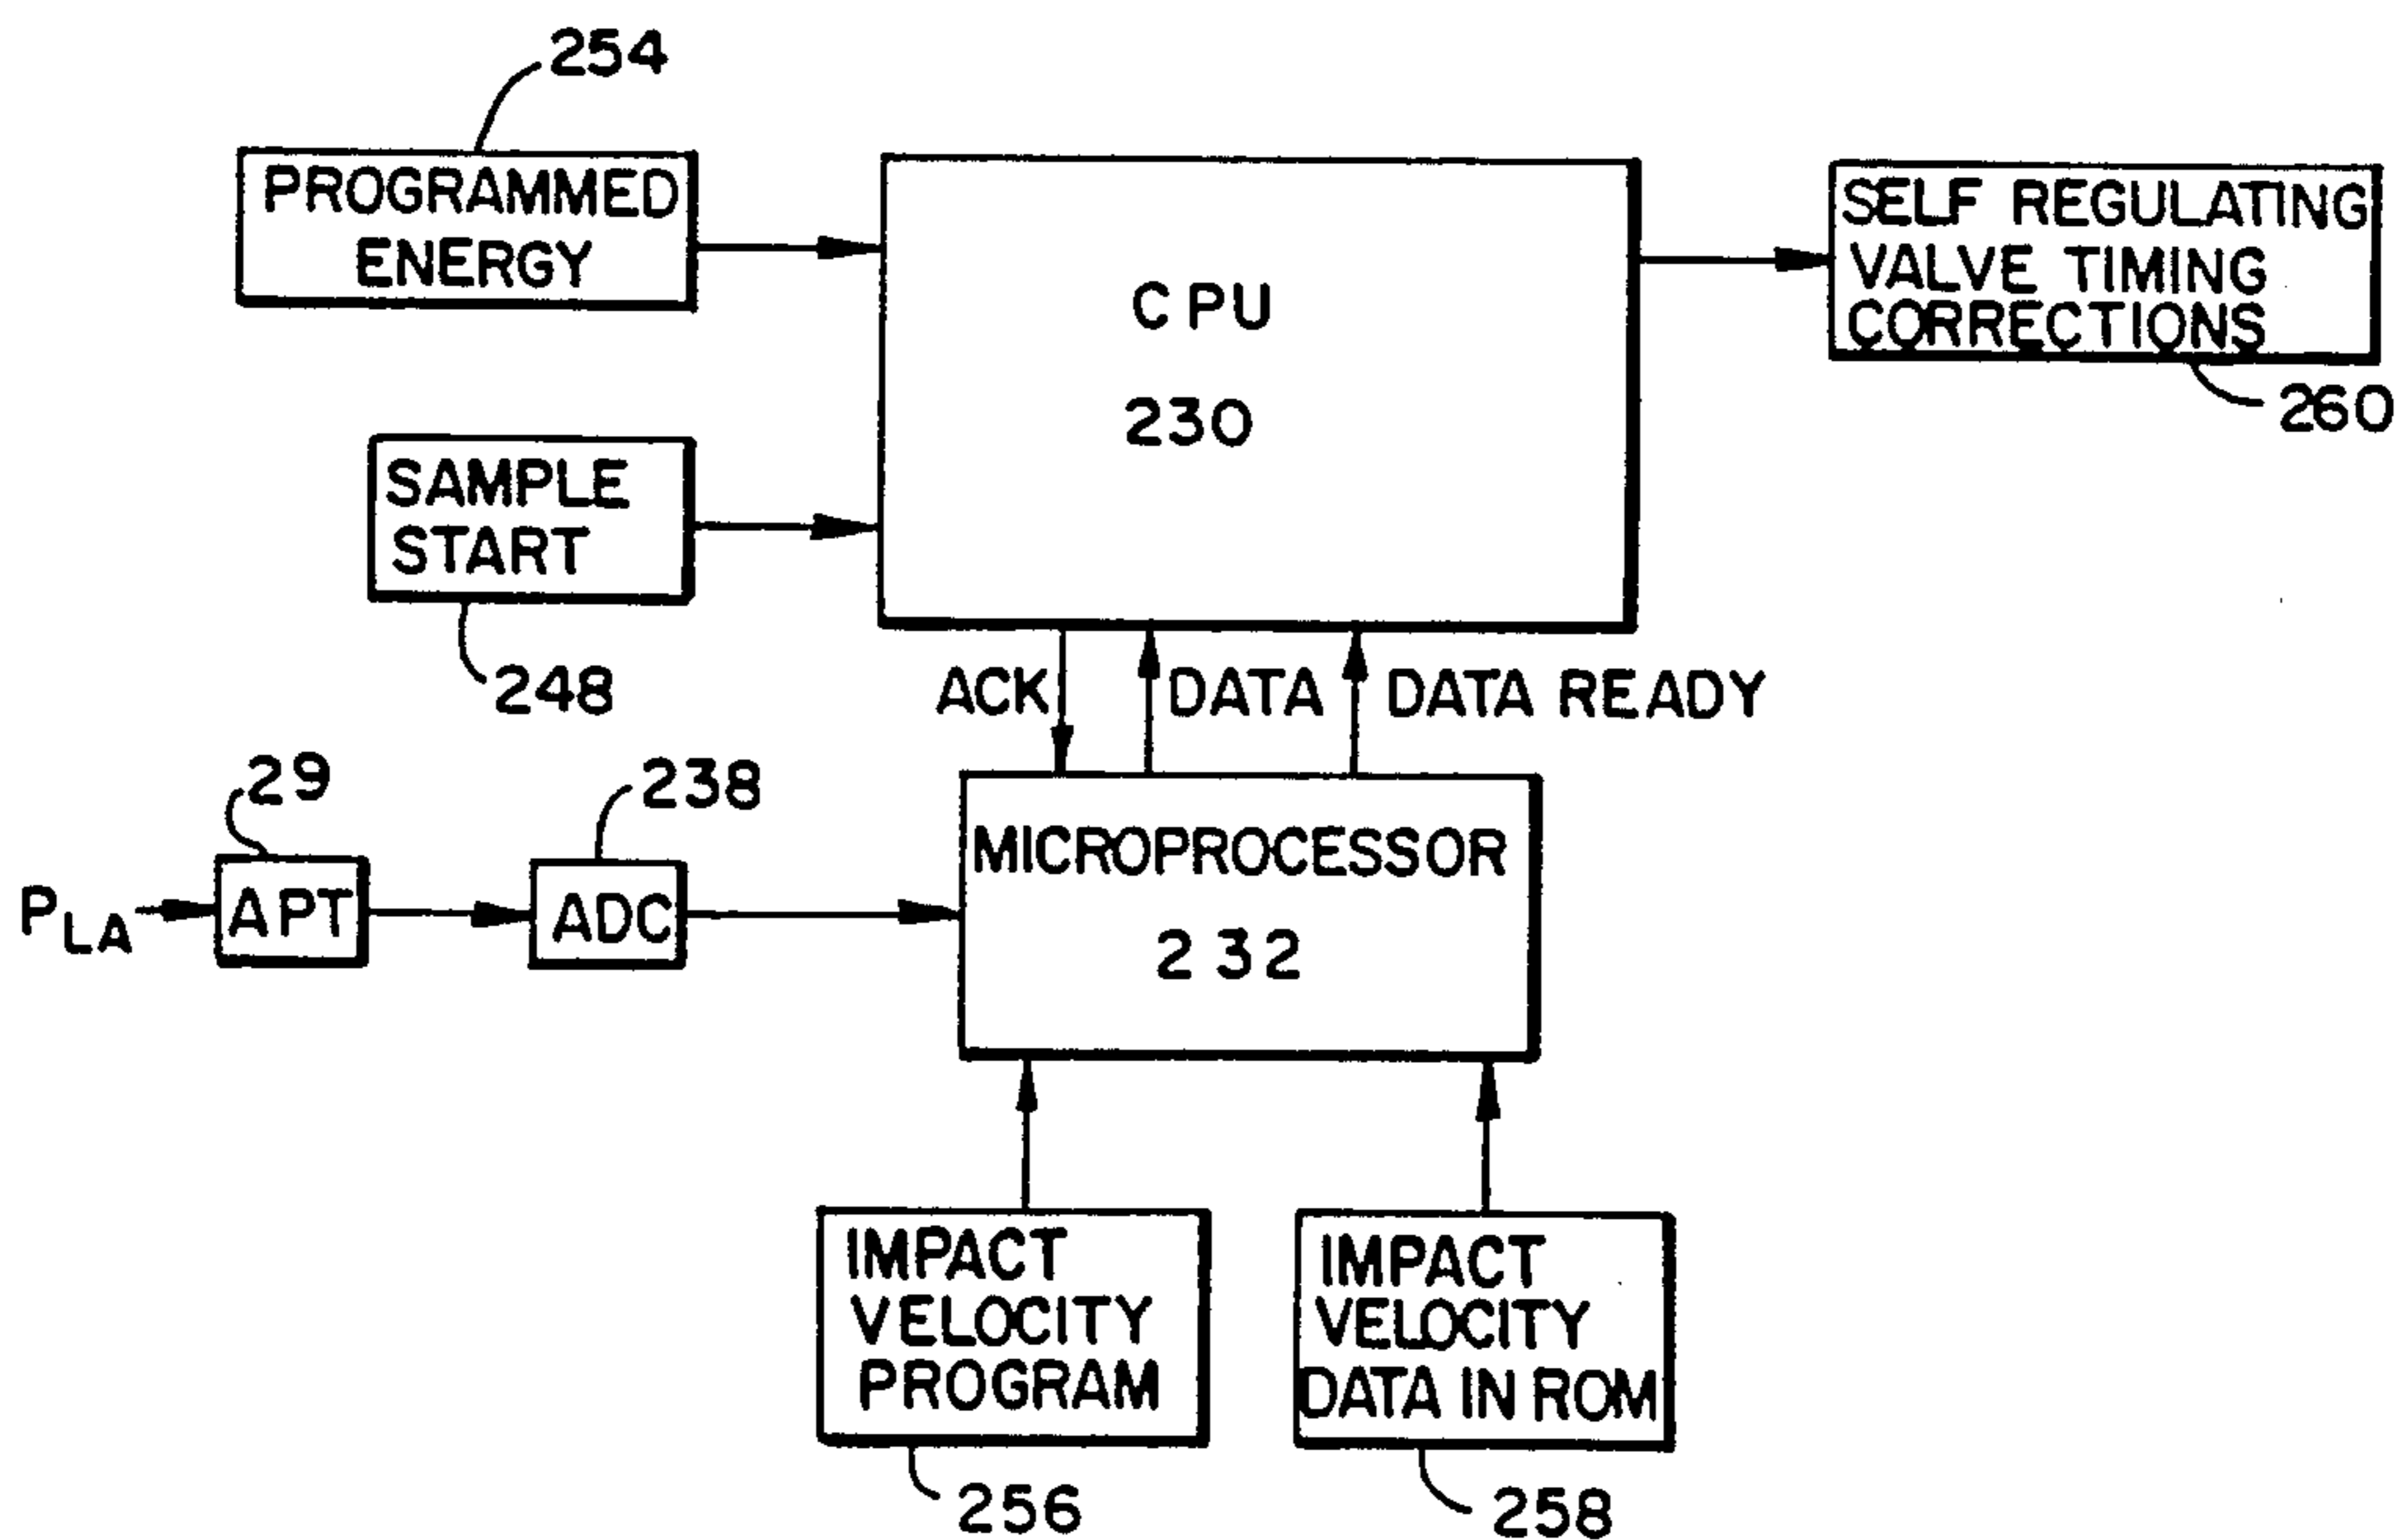 254
PROGRAMMED
ENERGY
CPU
230
SELF REGULATING
VALVE TIMING
CORRECTIONS
260
SAMPLE
START
248
ACK
DATA
DATA READY
29
238
PLA
APT
ADC
MICROPROCESSOR
232
IMPACT
VELOCITY
PROGRAM
256
IMPACT
VELOCITY
DATA IN ROM
258